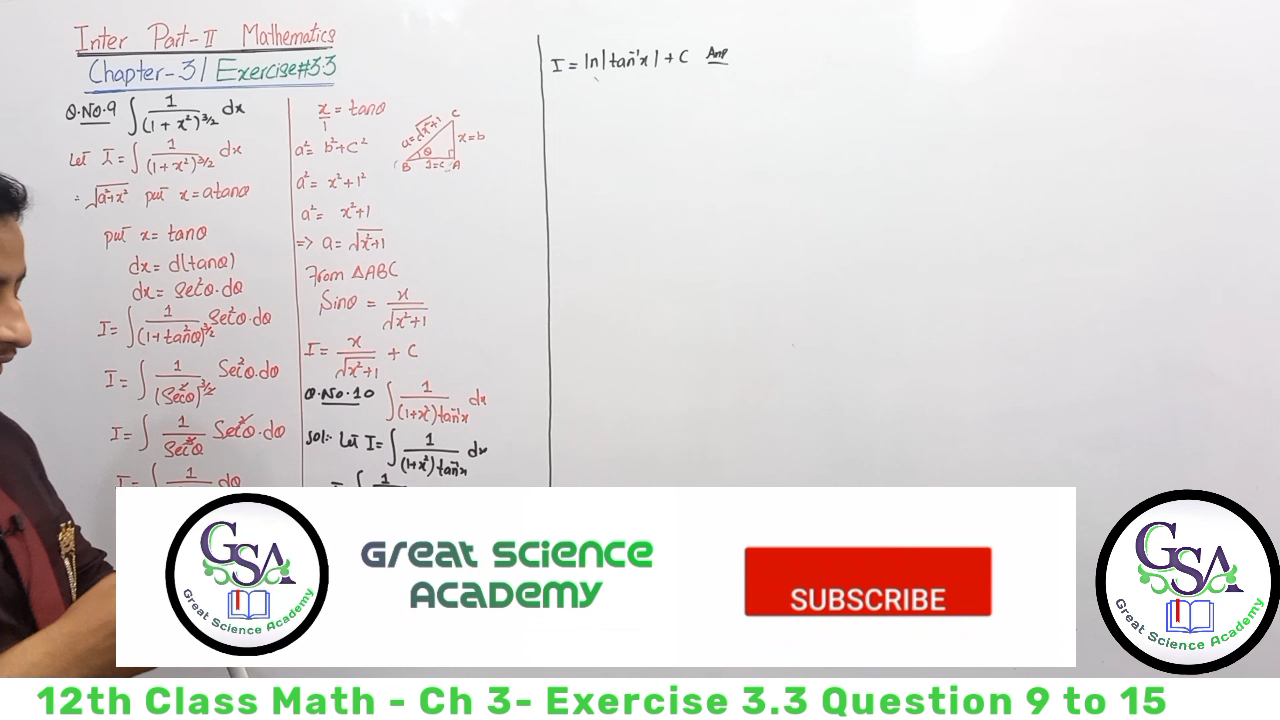 Inter Part-II Mathematics
Chapter-3 / Exercise#3.3
Q.No.9 ∫ 1/(1+x²)^3/2 dx
Let I = ∫ 1/(1+x²)^3/2 dx
∴ √a²+x² put x = a tanθ
put x = tanθ
dx = d(tanθ)
dx = Sec²θ·dθ
I = ∫ 1/(1+tan²θ)^3/2 Sec²θ·dθ
I = ∫ 1/(Sec²θ)^3/2 Sec²θ·dθ
I = ∫ 1/Sec³θ Sec²θ·dθ
I = ∫ 1 dθ
x/1 = tanθ
a² = b²+c²
a² = x²+1²
a² = x²+1
=> a = √x²+1
C
a=√x²+1
x=b
θ
B 1=c A
From △ABC
Sinθ = x/√x²+1
I = x/√x²+1 + C
Q.No.10 ∫ 1/(1+x²)tan⁻¹x dx
Sol:- Let I = ∫ 1/(1+x²)tan⁻¹x dx
= ∫ 1
I = ln|tan⁻¹x| + C Ans
GSA
Great Science Academy
Great Science
Academy
SUBSCRIBE
GSA
Great Science Academy
12th Class Math - Ch 3- Exercise 3.3 Question 9 to 15